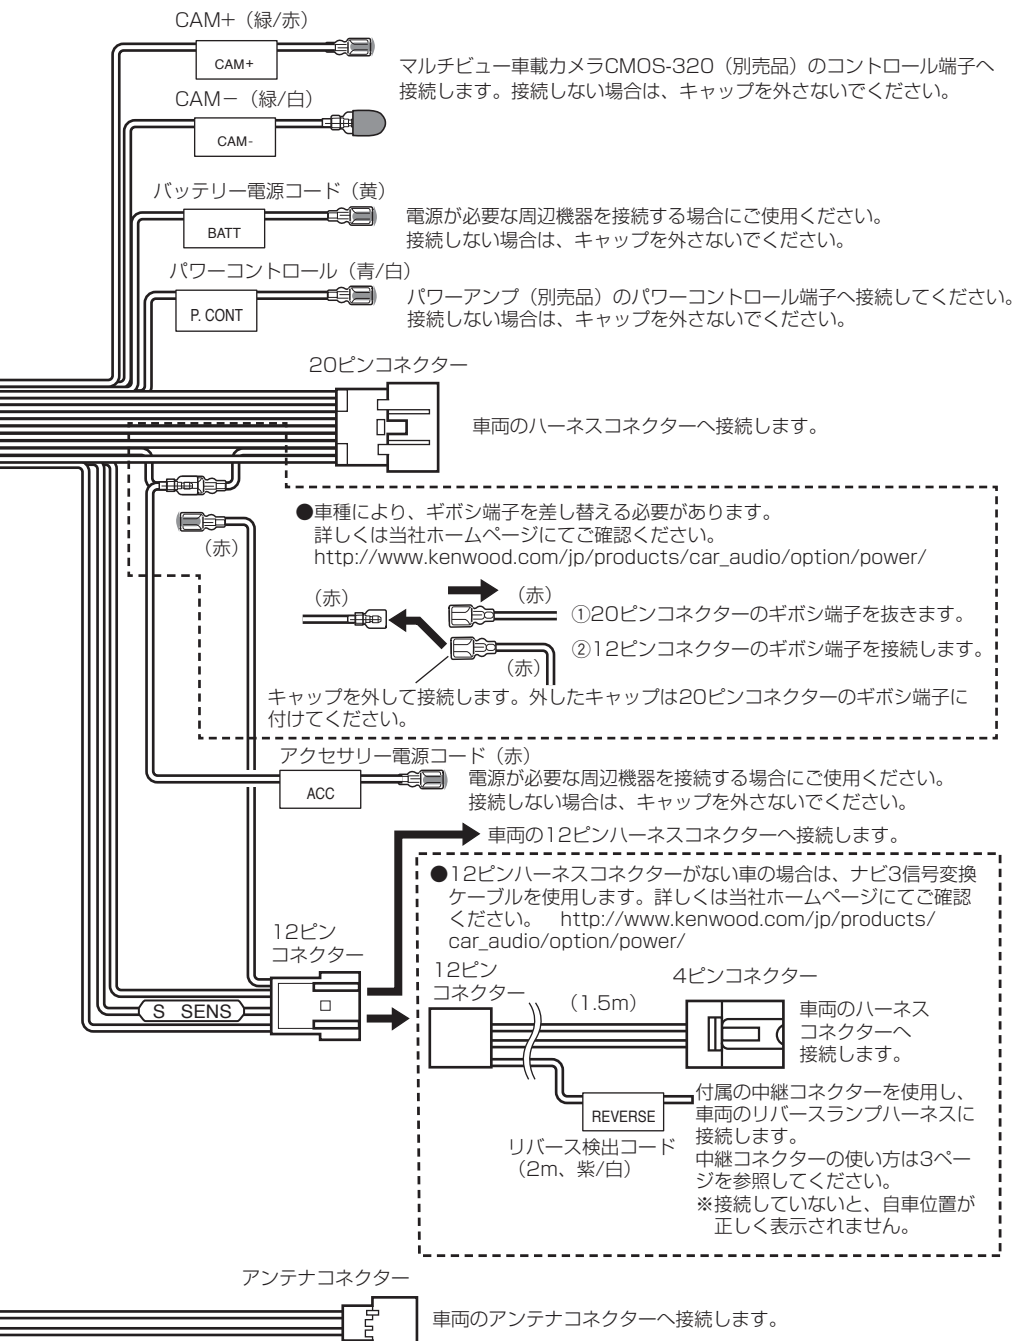 CAM+（緑/赤）
CAM+
マルチビュー車載カメラCMOS-320（別売品）のコントロール端子へ
接続します。接続しない場合は、キャップを外さないでください。
CAM－（緑/白）
CAM-
バッテリー電源コード（黄）
BATT
電源が必要な周辺機器を接続する場合にご使用ください。
接続しない場合は、キャップを外さないでください。
パワーコントロール（青/白）
P. CONT
パワーアンプ（別売品）のパワーコントロール端子へ接続してください。
接続しない場合は、キャップを外さないでください。
20ピンコネクター
車両のハーネスコネクターへ接続します。
（赤）
●車種により、ギボシ端子を差し替える必要があります。
詳しくは当社ホームページにてご確認ください。
http://www.kenwood.com/jp/products/car_audio/option/power/
（赤）
（赤）
①20ピンコネクターのギボシ端子を抜きます。
②12ピンコネクターのギボシ端子を接続します。
（赤）
キャップを外して接続します。外したキャップは20ピンコネクターのギボシ端子に
付けてください。
アクセサリー電源コード（赤）
ACC
電源が必要な周辺機器を接続する場合にご使用ください。
接続しない場合は、キャップを外さないでください。
車両の12ピンハーネスコネクターへ接続します。
12ピン
コネクター
S SENS
●12ピンハーネスコネクターがない車の場合は、ナビ3信号変換
ケーブルを使用します。詳しくは当社ホームページにてご確認
ください。 http://www.kenwood.com/jp/products/
car_audio/option/power/
12ピン
コネクター
（1.5m）
4ピンコネクター
車両のハーネス
コネクターへ
接続します。
REVERSE
リバース検出コード
（2m、紫/白）
付属の中継コネクターを使用し、
車両のリバースランプハーネスに
接続します。
中継コネクターの使い方は3ペー
ジを参照してください。
※接続していないと、自車位置が
正しく表示されません。
アンテナコネクター
車両のアンテナコネクターへ接続します。